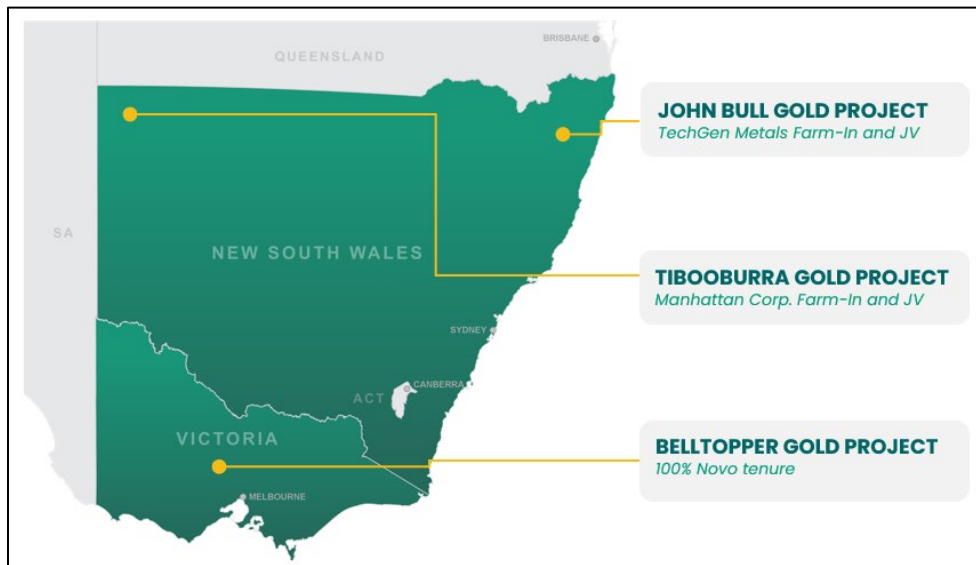 BRISBANE
QUEENSLAND
JOHN BULL GOLD PROJECT
TechGen Metals Farm-In and JV
SA
NEW SOUTH WALES
TIBOOBURRA GOLD PROJECT
Manhattan Corp. Farm-In and JV
SYDNEY
CANBERRA
ACT
VICTORIA
BELLTOPPER GOLD PROJECT
100% Novo tenure
MELBOURNE